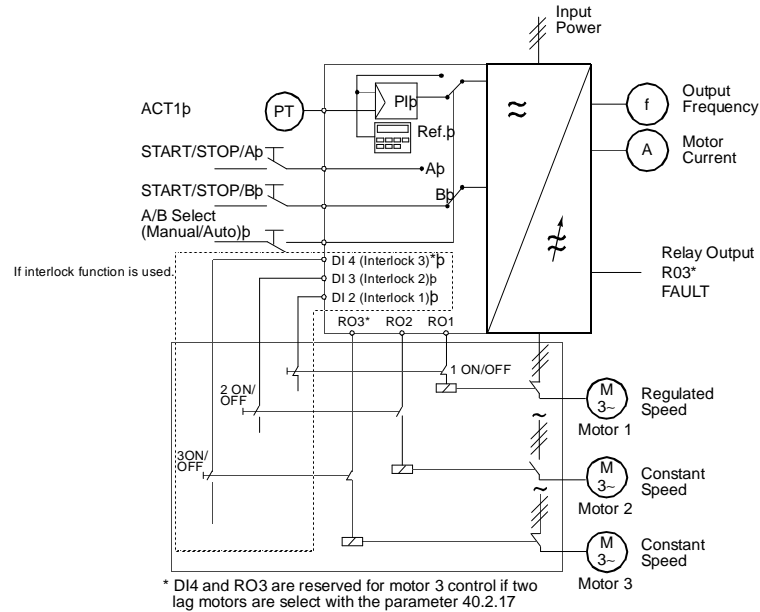 Input
Power
ACT1þ
PT
PIþ
Ref.þ
f
Output
Frequency
A
Motor
Current
START/STOP/Aþ
Aþ
START/STOP/Bþ
Bþ
A/B Select
(Manual/Auto)þ
If interlock function is used.
DI 4 (Interlock 3)*þ
DI 3 (Interlock 2)þ
DI 2 (Interlock 1)þ
Relay Output
R03*
FAULT
RO3* RO2 RO1
1 ON/OFF
2 ON/
OFF
3ON/
OFF
M
3~
Motor 1
Regulated
Speed
M
3~
Motor 2
Constant
Speed
M
3~
Motor 3
Constant
Speed
* DI4 and RO3 are reserved for motor 3 control if two
lag motors are select with the parameter 40.2.17